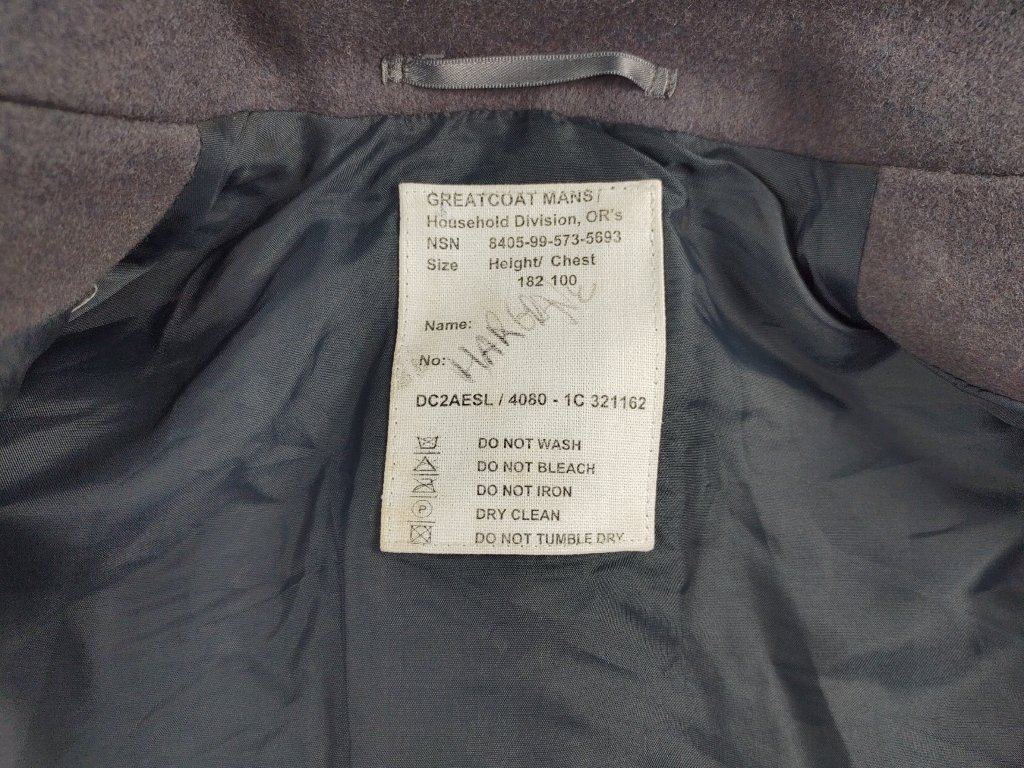 GREATCOAT MANS/
Household Division, OR's
NSN 8405-99-573-5693
Size Height/ Chest
182 100
Name:
No:
DC2AESL / 4080 - 1C 321162
DO NOT WASH
DO NOT BLEACH
DO NOT IRON
P DRY CLEAN
DO NOT TUMBLE DRY